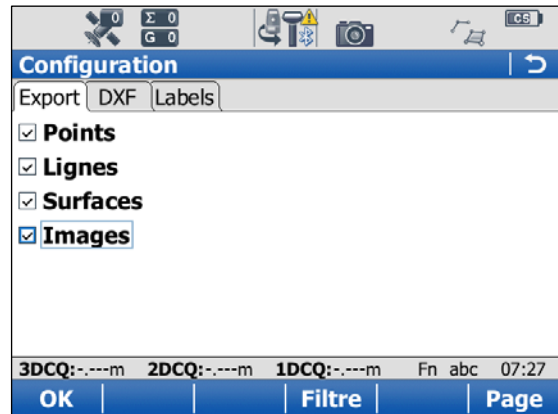 0 Σ 0 CS
G 0
Configuration
Export DXF Labels
Points
Lignes
Surfaces
Images
3DCQ:-.---m 2DCQ:-.---m 1DCQ:-.---m Fn abc 07:27
OK Filtre Page